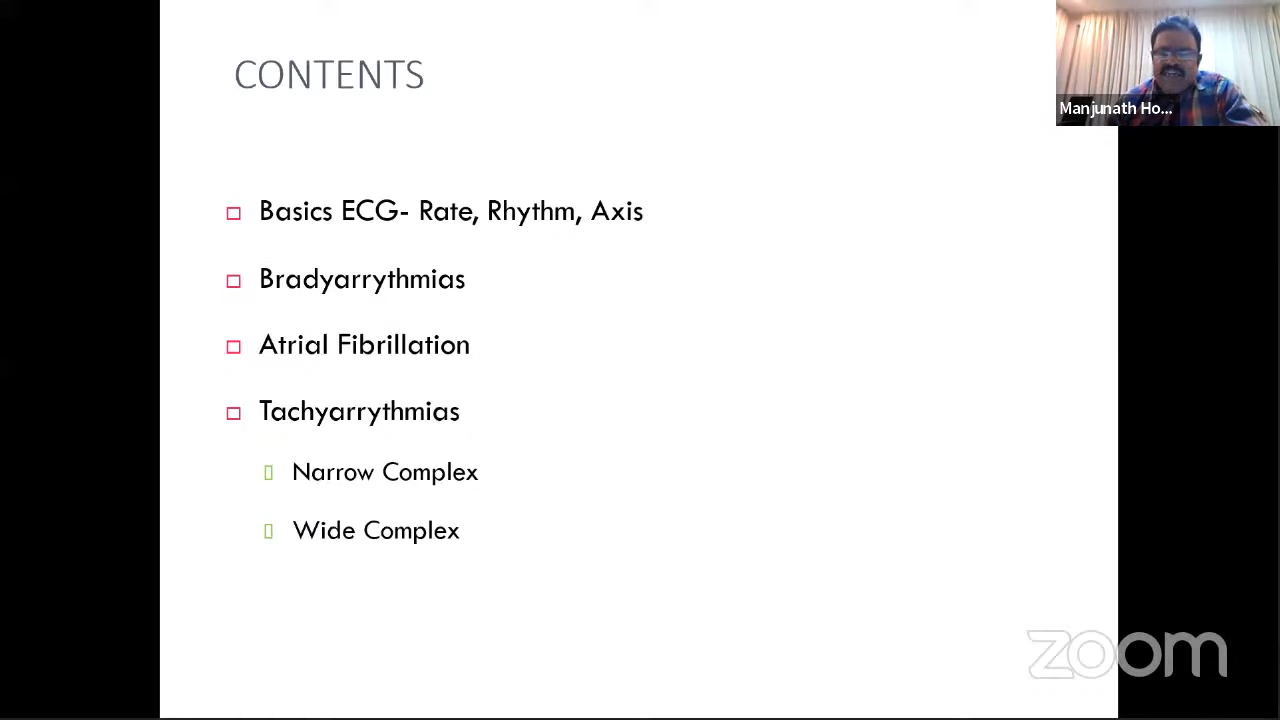 CONTENTS
Manjunath Ho...
Basics ECG- Rate, Rhythm, Axis
Bradyarrythmias
Atrial Fibrillation
Tachyarrythmias
Narrow Complex
Wide Complex
zoom